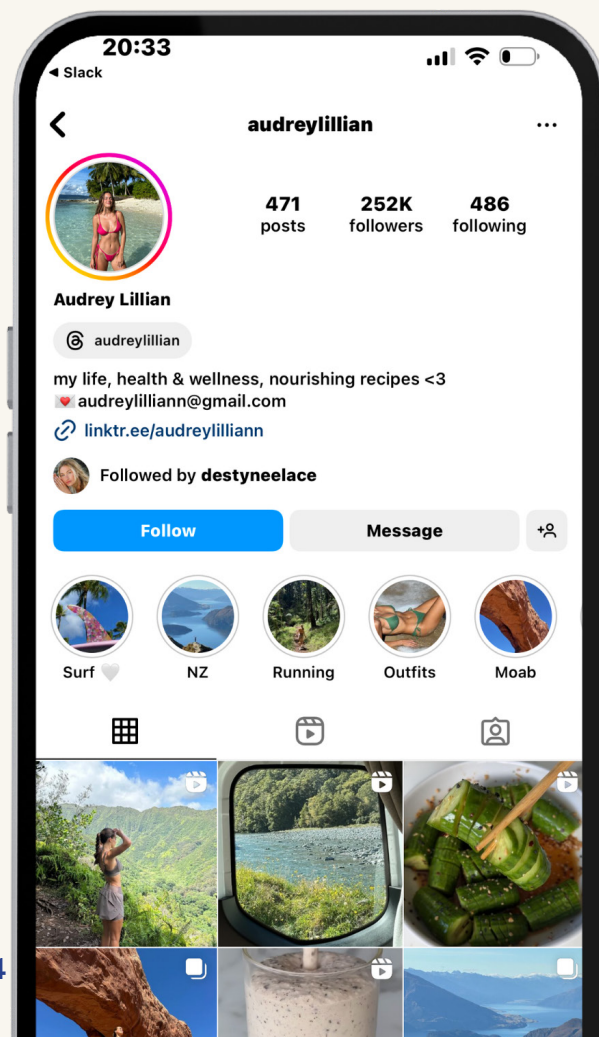 20:33
◀ Slack
audreylillian
471 252K 486
posts followers following
Audrey Lillian
audreylillian
my life, health & wellness, nourishing recipes <3
💌 audreylilliann@gmail.com
linktr.ee/audreylilliann
Followed by destyneelace
Follow Message
Surf 🤍 NZ Running Outfits Moab
4